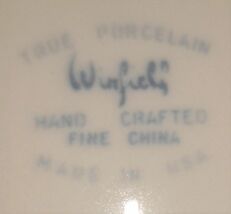 TRUE PORCELAIN
Winfield
HAND CRAFTED
FINE CHINA
MADE IN USA